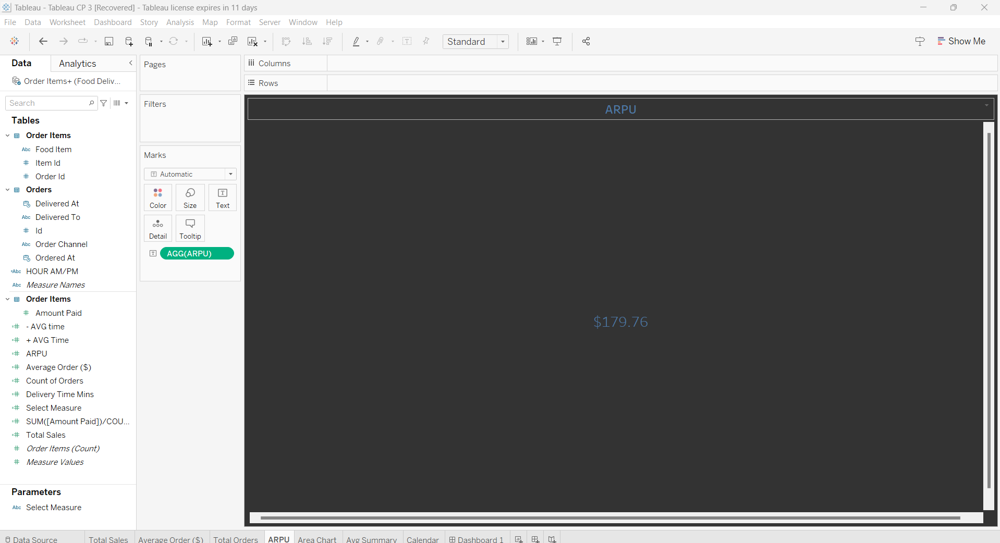 Tableau - Tableau CP 3 [Recovered] - Tableau license expires in 11 days
File Data Worksheet Dashboard Story Analysis Map Format Server Window Help
Standard
Show Me
Data Analytics
Order Items+ (Food Deliv...
Search
Tables
Order Items
Abc Food Item
# Item Id
# Order Id
Orders
Delivered At
Abc Delivered To
# Id
Abc Order Channel
Ordered At
=Abc HOUR AM/PM
Abc Measure Names
Order Items
# Amount Paid
=# - AVG time
=# + AVG Time
=# ARPU
=# Average Order ($)
=# Count of Orders
=# Delivery Time Mins
=# Select Measure
=# SUM([Amount Paid])/COU...
=# Total Sales
# Order Items (Count)
# Measure Values
Parameters
Abc Select Measure
Pages
Filters
Marks
T Automatic
Color Size T Text
Detail Tooltip
T AGG(ARPU)
Columns
Rows
ARPU
$179.76
Data Source Total Sales Average Order ($) Total Orders ARPU Area Chart Avg Summary Calendar Dashboard 1